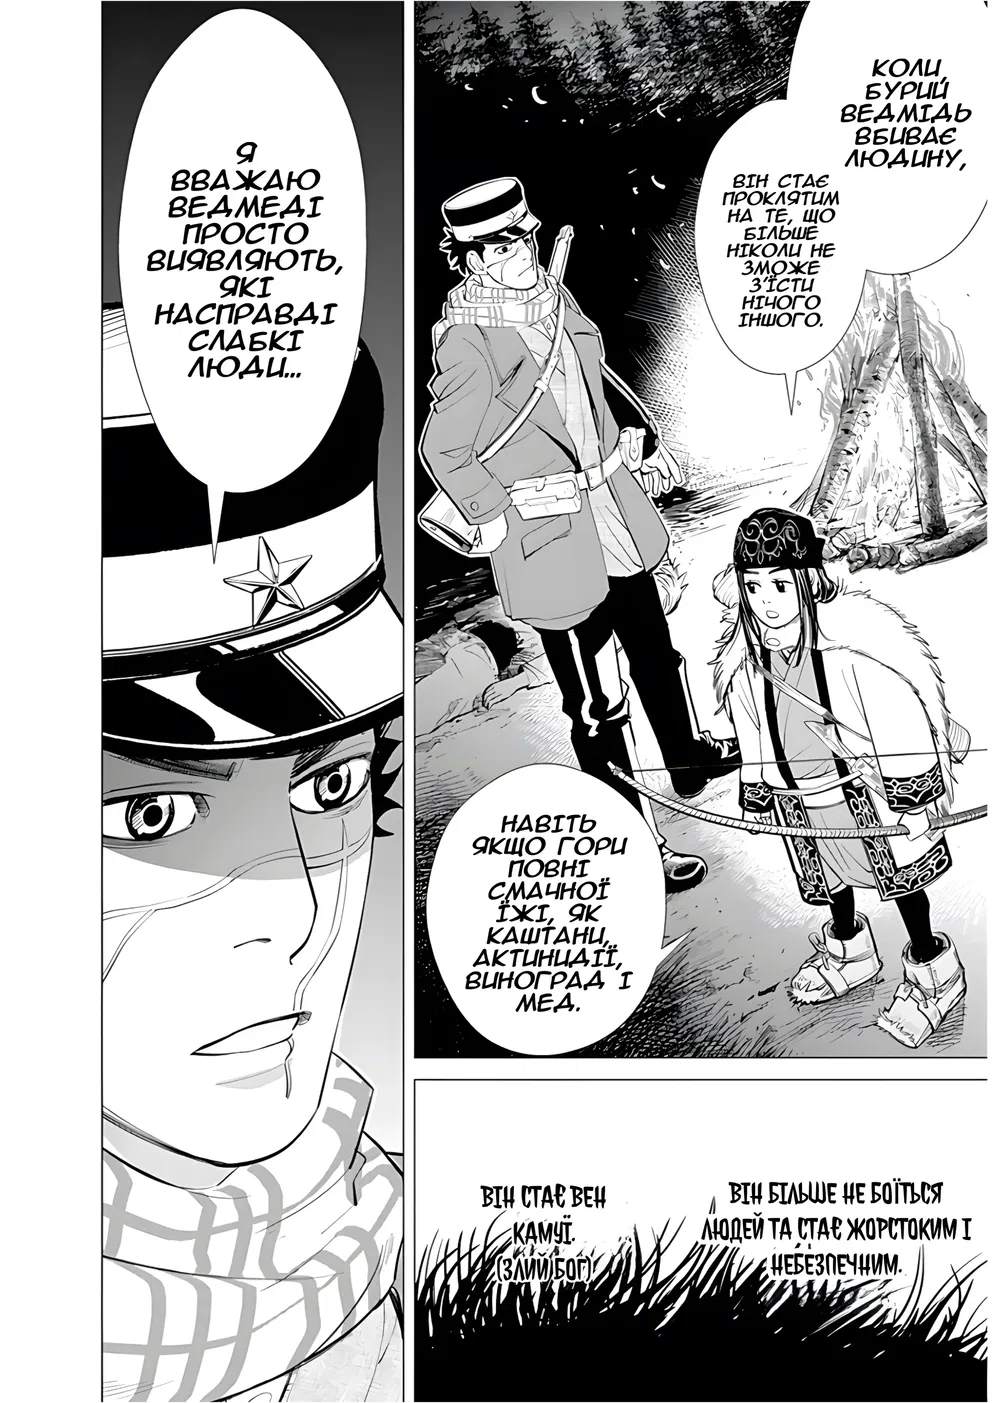 КОЛИ
БУРИЙ
ВЕДМІДЬ
ВБИВАЄ
ЛЮДИНУ,
ВІН СТАЄ
ПРОКЛЯТИМ
НА ТЕ, ЩО
БІЛЬШЕ
НІКОЛИ НЕ
ЗМОЖЕ
З'ЇСТИ
НІЧОГО
ІНШОГО.
НАВІТЬ
ЯКЩО ГОРИ
ПОВНІ
СМАЧНОЇ
ЇЖІ, ЯК
КАШТАНИ,
АКТИНИДІЇ,
ВИНОГРАД І
МЕД.
ВІН БІЛЬШЕ НЕ БОЇТЬСЯ
ЛЮДЕЙ ТА СТАЄ ЖОРСТОКИМ І
НЕБЕЗПЕЧНИМ.
ВІН СТАЄ ВЕН
КАМУЇ.
(ЗЛИЙ БОГ)
Я
ВВАЖАЮ
ВЕДМЕДІ
ПРОСТО
ВИЯВЛЯЮТЬ,
ЯКІ
НАСПРАВДІ
СЛАБКІ
ЛЮДИ...